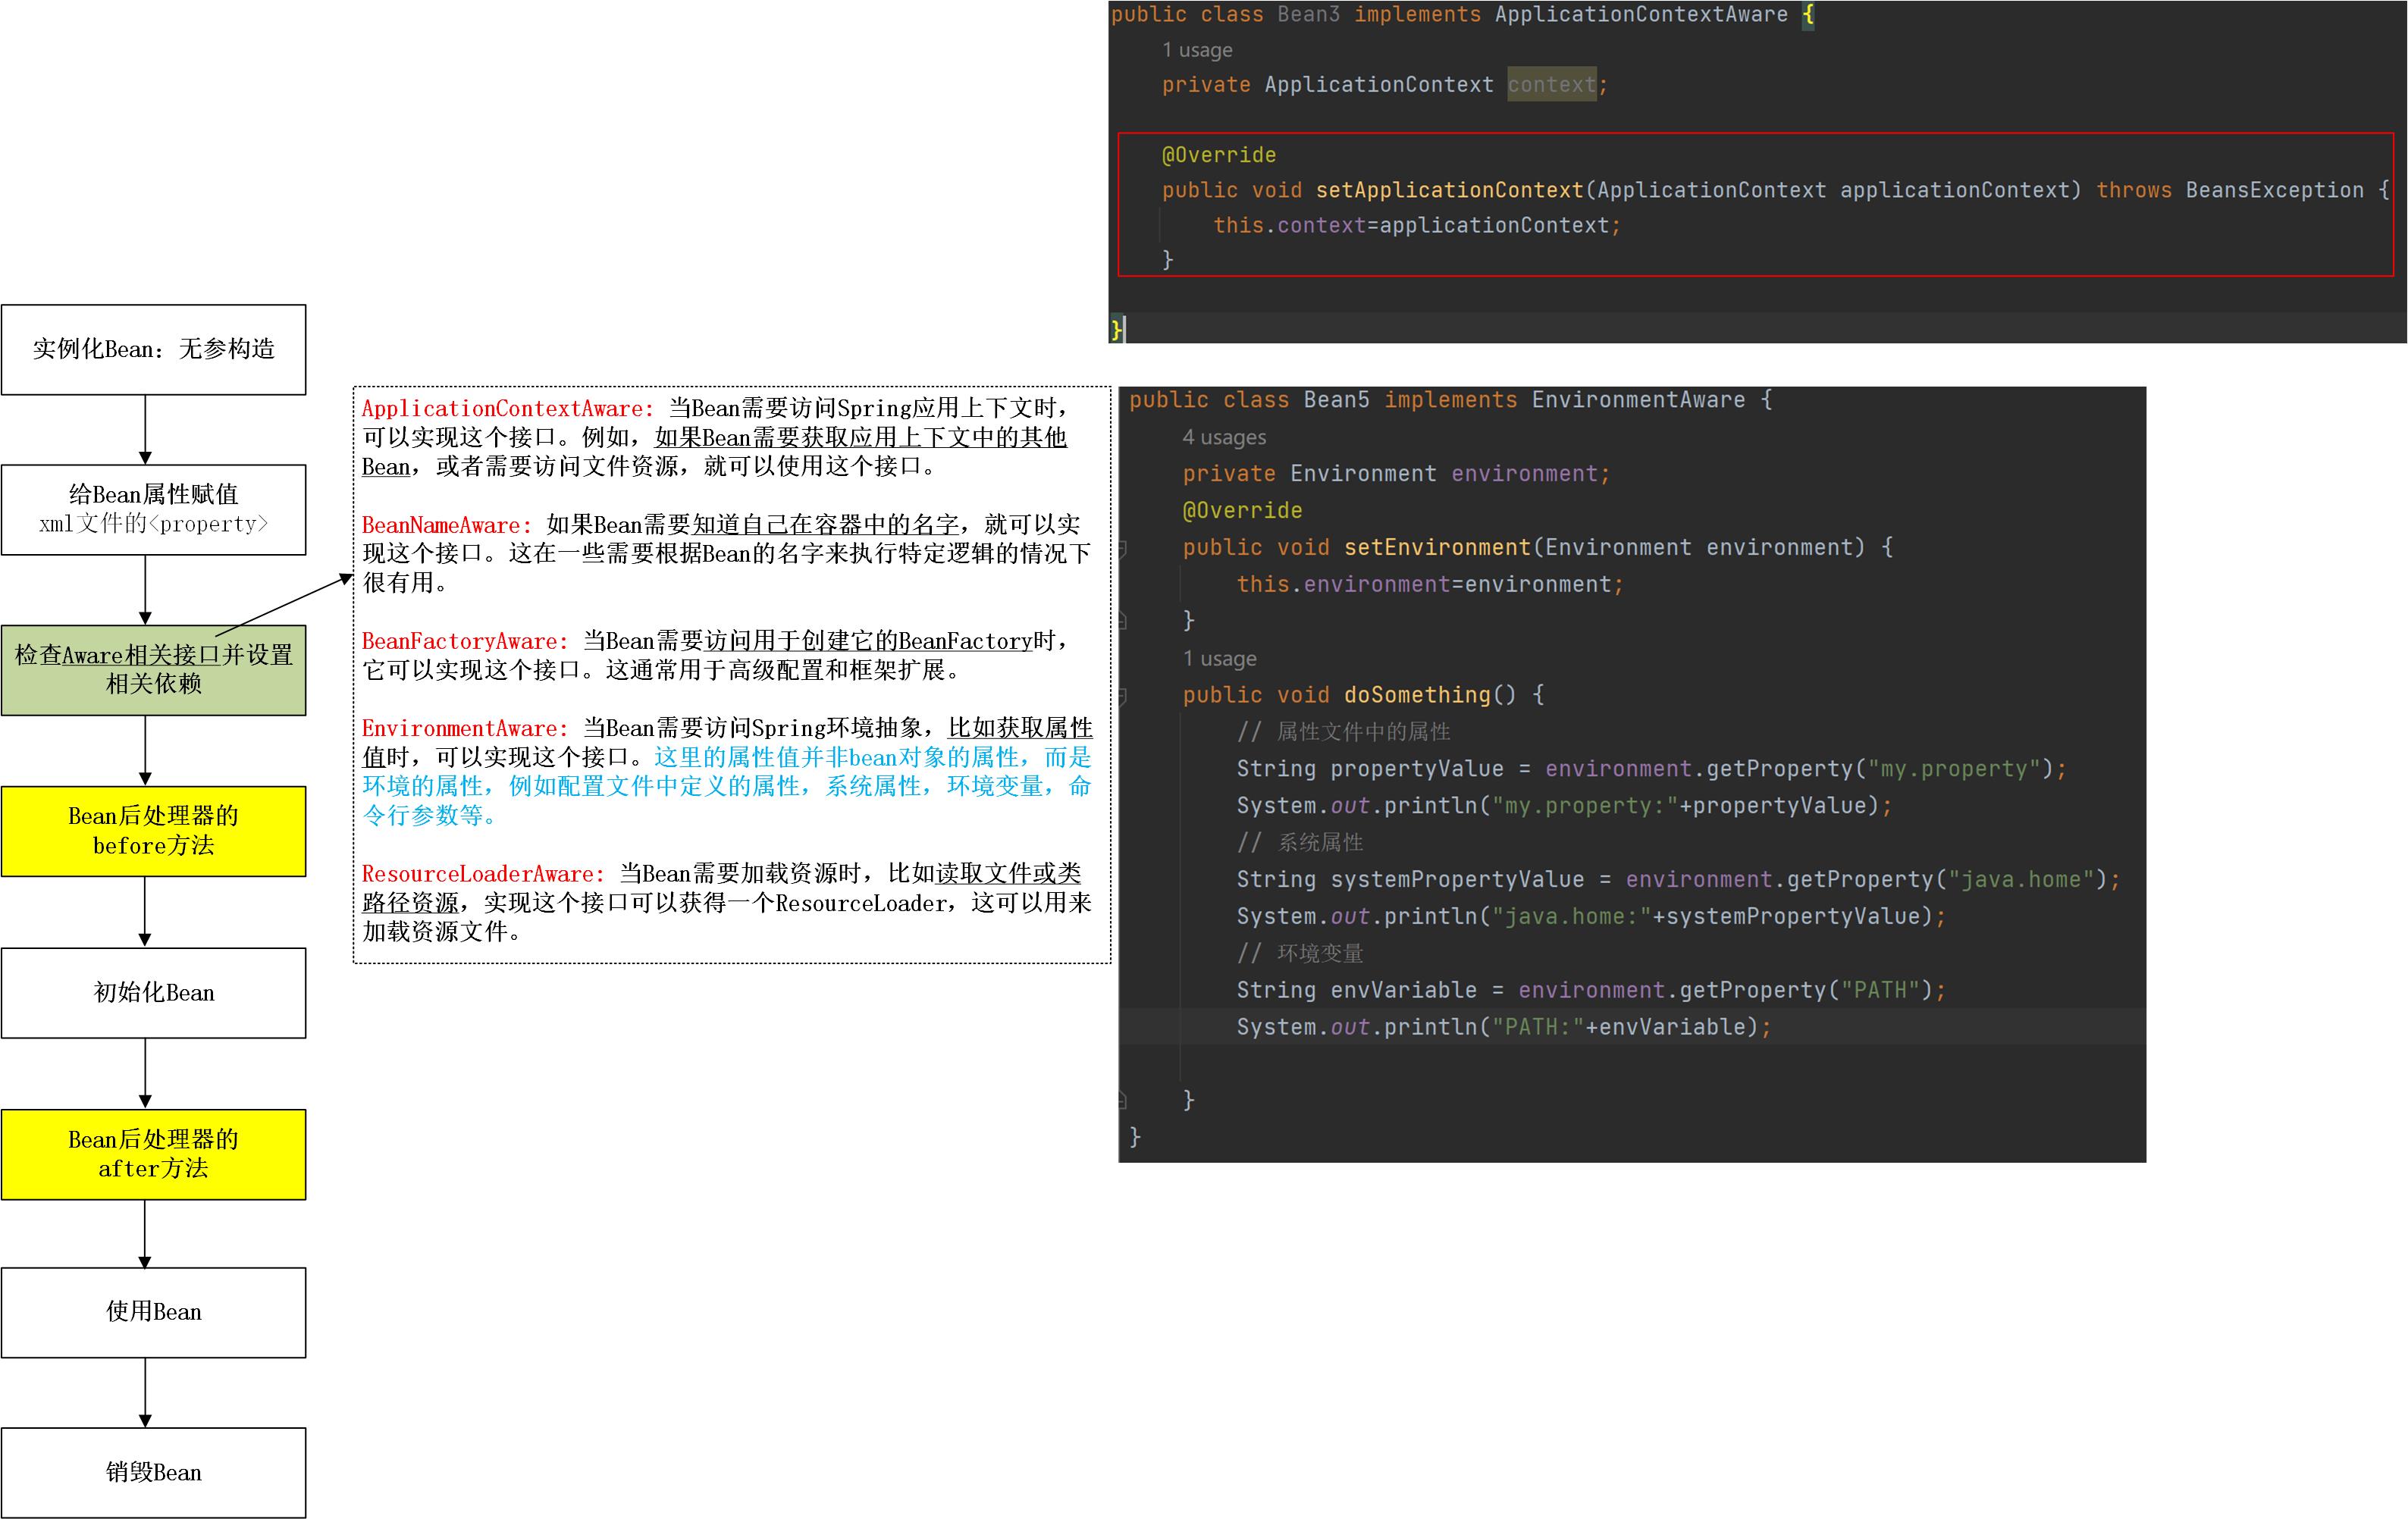 实例化Bean：无参构造
给Bean属性赋值
xml文件的<property>
检查Aware相关接口并设置
相关依赖
Bean后处理器的
before方法
初始化Bean
Bean后处理器的
after方法
使用Bean
销毁Bean
ApplicationContextAware: 当Bean需要访问Spring应用上下文时，
可以实现这个接口。例如，如果Bean需要获取应用上下文中的其他
Bean，或者需要访问文件资源，就可以使用这个接口。
BeanNameAware: 如果Bean需要知道自己在容器中的名字，就可以实
现这个接口。这在一些需要根据Bean的名字来执行特定逻辑的情况下
很有用。
BeanFactoryAware: 当Bean需要访问用于创建它的BeanFactory时，
它可以实现这个接口。这通常用于高级配置和框架扩展。
EnvironmentAware: 当Bean需要访问Spring环境抽象，比如获取属性
值时，可以实现这个接口。这里的属性值并非bean对象的属性，而是
环境的属性，例如配置文件中定义的属性，系统属性，环境变量，命
令行参数等。
ResourceLoaderAware: 当Bean需要加载资源时，比如读取文件或类
路径资源，实现这个接口可以获得一个ResourceLoader，这可以用来
加载资源文件。
public class Bean3 implements ApplicationContextAware {
1 usage
private ApplicationContext context;
@Override
public void setApplicationContext(ApplicationContext applicationContext) throws BeansException {
this.context=applicationContext;
}
}
public class Bean5 implements EnvironmentAware {
4 usages
private Environment environment;
@Override
public void setEnvironment(Environment environment) {
this.environment=environment;
}
1 usage
public void doSomething() {
// 属性文件中的属性
String propertyValue = environment.getProperty("my.property");
System.out.println("my.property:"+propertyValue);
// 系统属性
String systemPropertyValue = environment.getProperty("java.home");
System.out.println("java.home:"+systemPropertyValue);
// 环境变量
String envVariable = environment.getProperty("PATH");
System.out.println("PATH:"+envVariable);
}
}